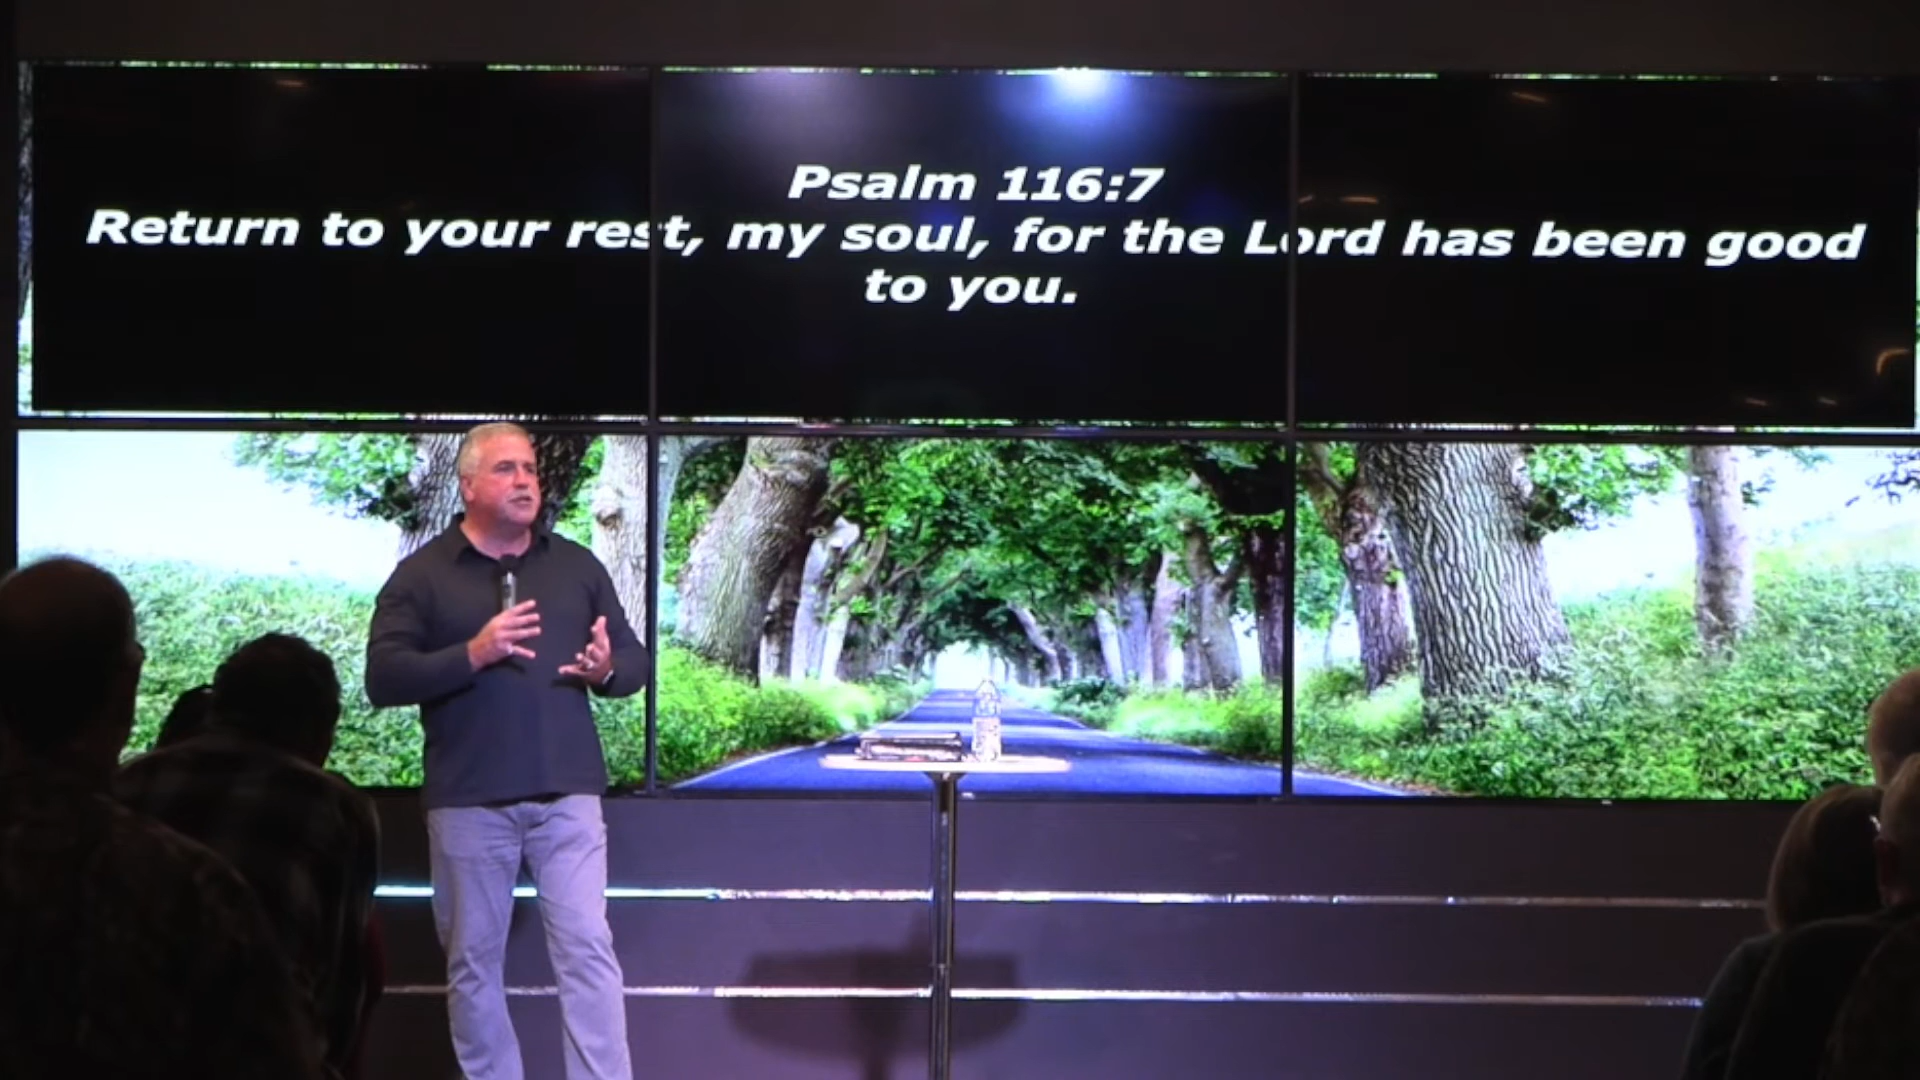 Psalm 116:7
Return to your rest, my soul, for the Lord has been good
to you.